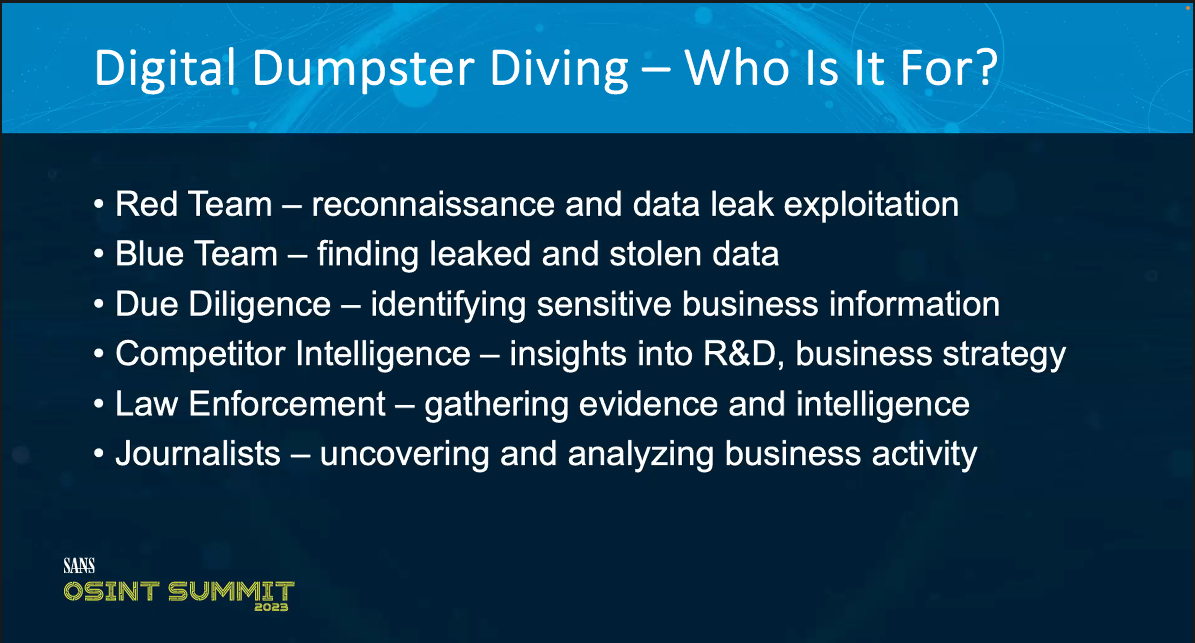 Digital Dumpster Diving – Who Is It For?
• Red Team – reconnaissance and data leak exploitation
• Blue Team – finding leaked and stolen data
• Due Diligence – identifying sensitive business information
• Competitor Intelligence – insights into R&D, business strategy
• Law Enforcement – gathering evidence and intelligence
• Journalists – uncovering and analyzing business activity
SANS
OSINT SUMMIT
2023